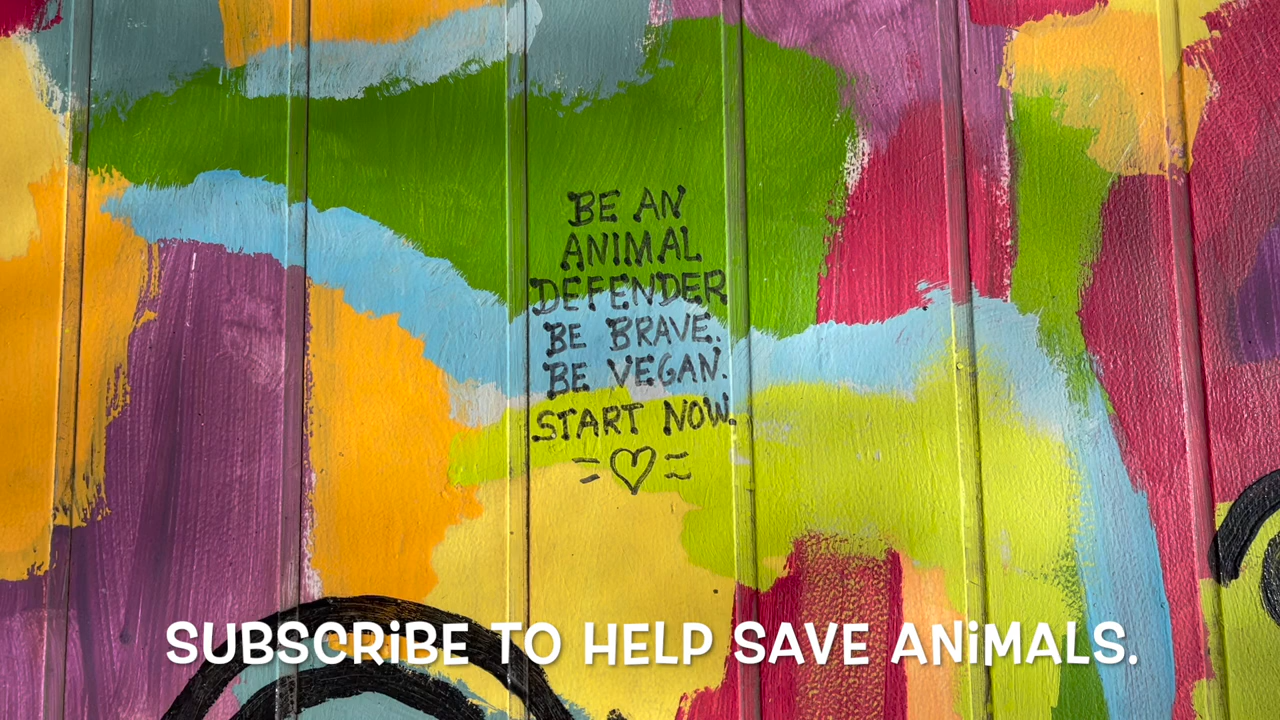 BE AN
ANIMAL
DEFENDER
BE BRAVE.
BE VEGAN.
START NOW.
SUBSCRiBE TO HELP SAVE ANiMALS.